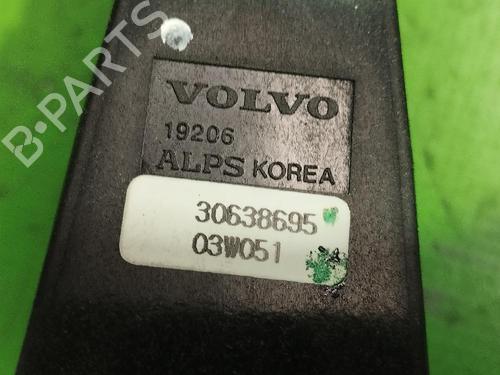 B·PARTS
VOLVO
19206
ALPS KOREA
30638695
03W051